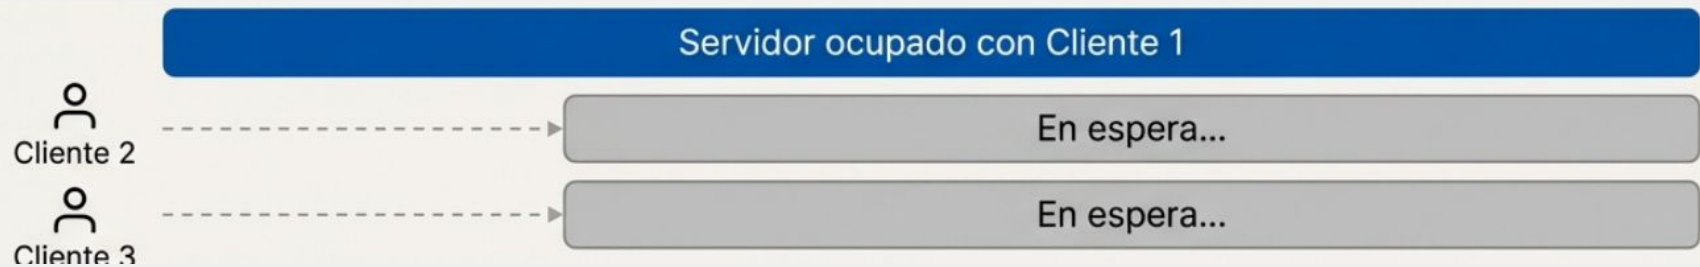 Servidor ocupado con Cliente 1
En espera...
Cliente 2
En espera...
Cliente 3